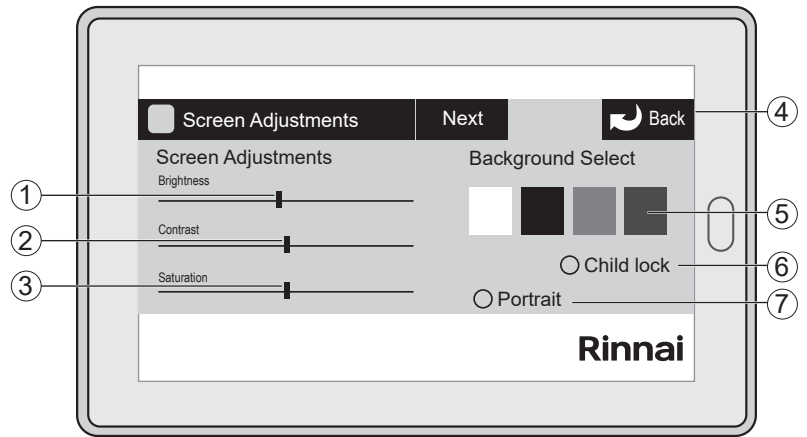 Screen Adjustments
Next
Back
4
Screen Adjustments
Background Select
Brightness
1
5
Contrast
2
Child lock
6
Saturation
3
Portrait
7
Rinnai